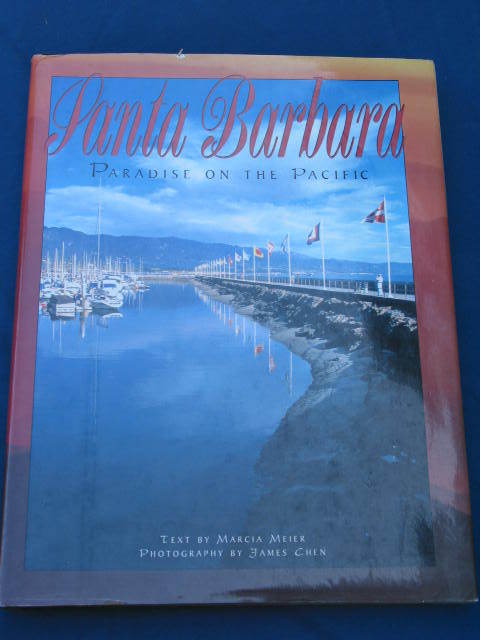 Santa Barbara
PARADISE ON THE PACIFIC
TEXT BY MARCIA MEIER
PHOTOGRAPHY BY JAMES CHEN